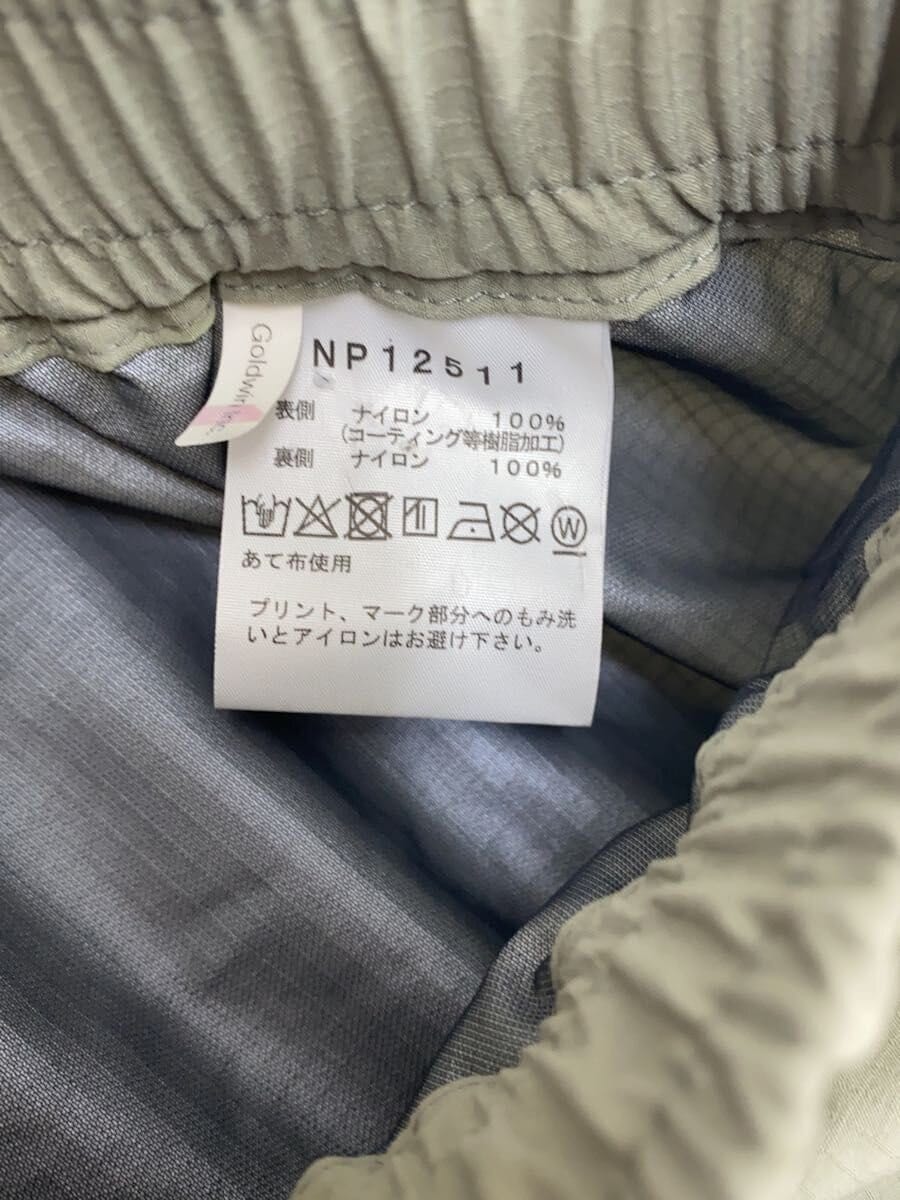 Goldwin Inc.
NP12511
表側 ナイロン 100%
(コーティング等樹脂加工)
裏側 ナイロン 100%
W
あて布使用
プリント、マーク部分へのもみ洗
いとアイロンはお避け下さい。